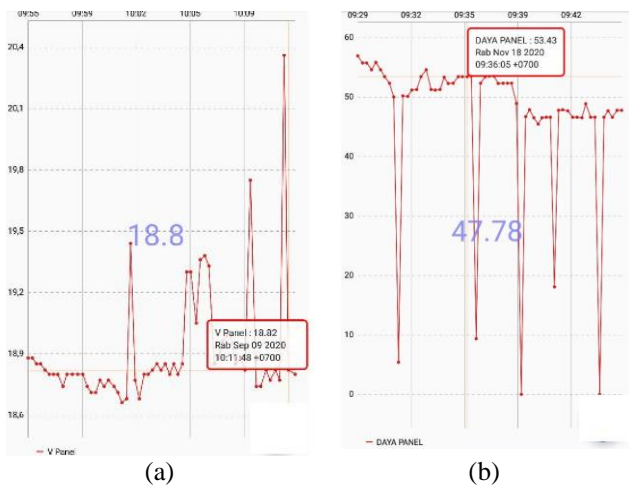 09:55 09:59 10:02 10:05 10:09
20,4
20,1
19,8
19,5
19,2
18,9
18,6
18.8
V Panel : 18.82
Rab Sep 09 2020
10:11:48 +0700
V Panel
(a)
09:29 09:32 09:35 09:39 09:42
60
50
40
30
20
10
0
DAYA PANEL : 53.43
Rab Nov 18 2020
09:36:05 +0700
47.78
DAYA PANEL
(b)